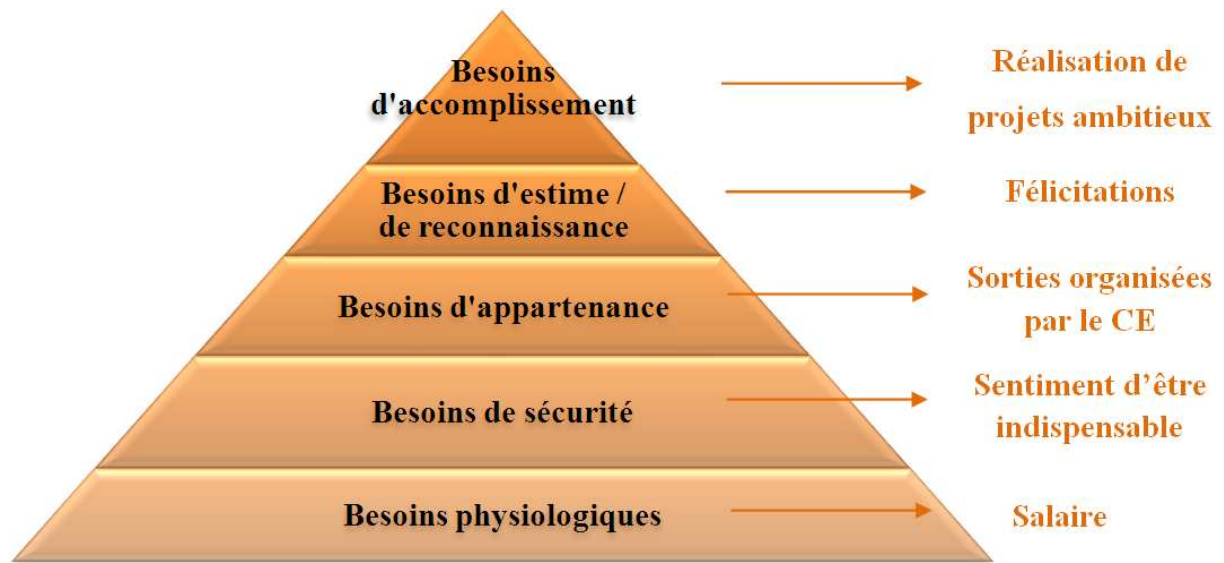 Besoins
d'accomplissement
Réalisation de
projets ambitieux
Besoins d'estime /
de reconnaissance
Félicitations
Besoins d'appartenance
Sorties organisées
par le CE
Besoins de sécurité
Sentiment d’être
indispensable
Besoins physiologiques
Salaire